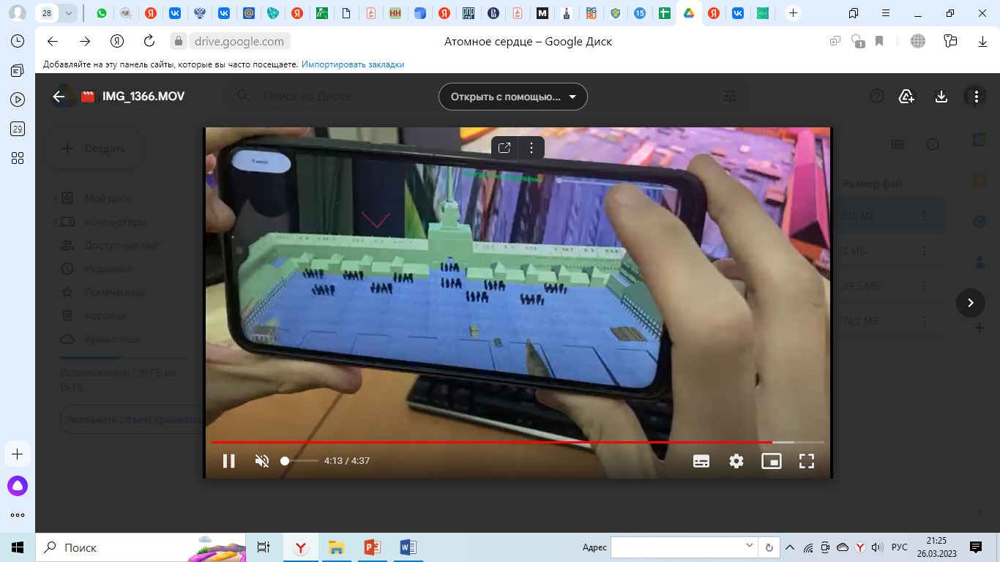 28
15
drive.google.com
Атомное сердце – Google Диск
1
Добавляйте на эту панель сайты, которые вы часто посещаете. Импортировать закладки
IMG_1366.MOV
Поиск на Диске
Открыть с помощью...
29
Создать
Размер фай
Мой диск
515 МБ
Компьютеры
Доступные мне
2 МБ
Недавние
89,5 МБ
Помеченные
Корзина
74,2 МБ
Хранилище
Использовано 7,19 ГБ из
15 ГБ
Увеличить объем хранилищ
4:13 / 4:37
Поиск
Адрес
РУС
21:25
26.03.2023